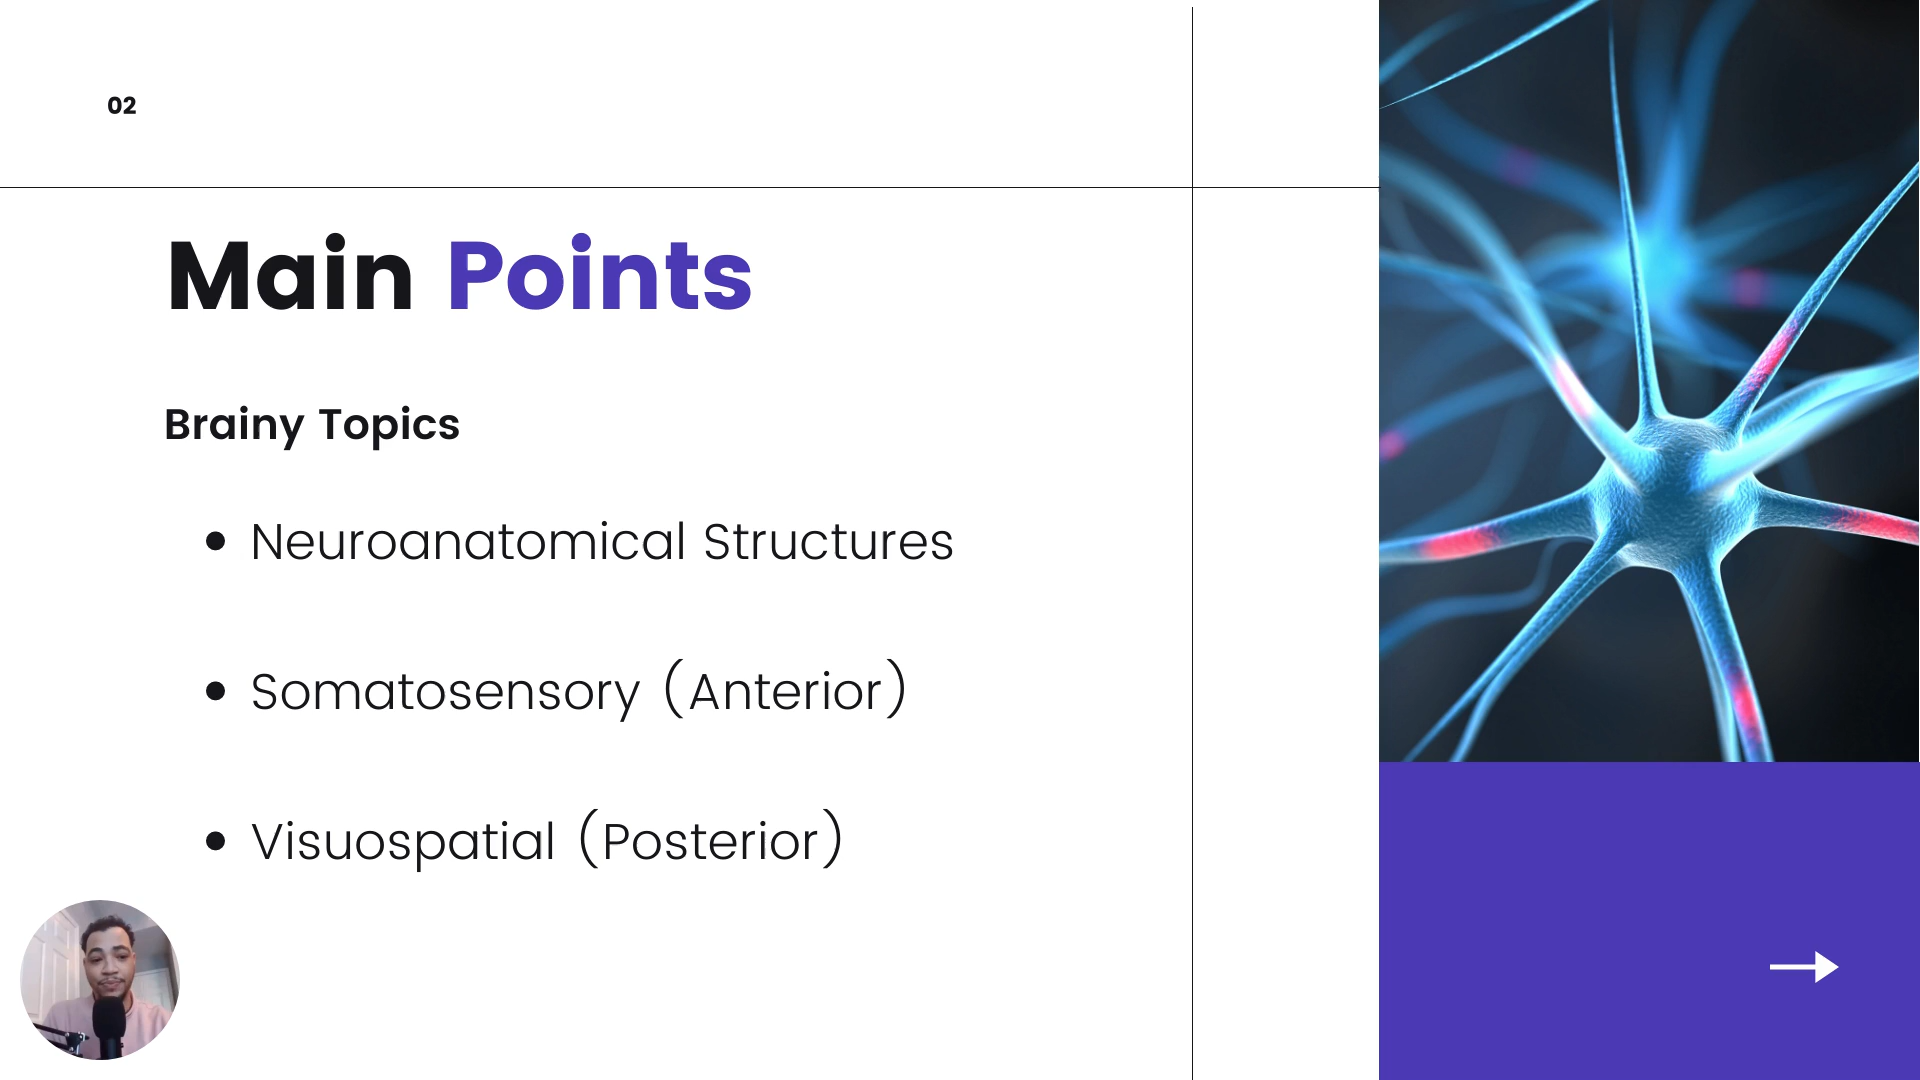 02
Main Points
Brainy Topics
• Neuroanatomical Structures
• Somatosensory (Anterior)
• Visuospatial (Posterior)